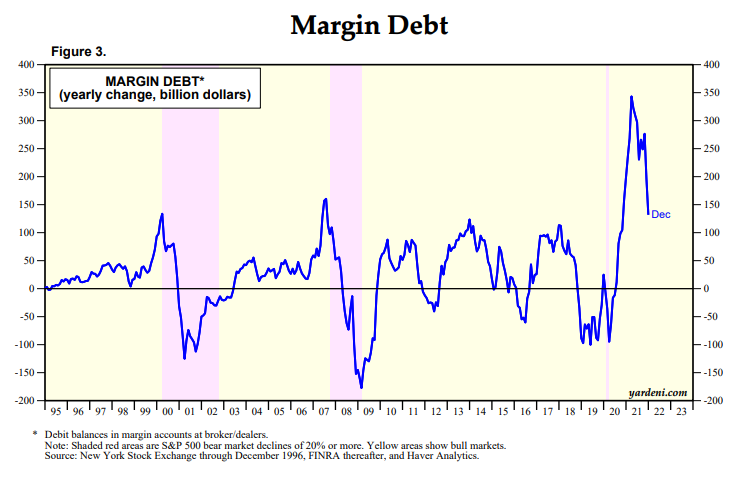 Margin Debt
Figure 3.
400 400
MARGIN DEBT*
(yearly change, billion dollars)
350 350
300 300
250 250
200 200
150 150
Dec
100 100
50 50
0 0
-50 -50
-100 -100
-150 -150
yardeni.com
-200 -200
95 96 97 98 99 00 01 02 03 04 05 06 07 08 09 10 11 12 13 14 15 16 17 18 19 20 21 22 23
* Debit balances in margin accounts at broker/dealers.
Note: Shaded red areas are S&P 500 bear market declines of 20% or more. Yellow areas show bull markets.
Source: New York Stock Exchange through December 1996, FINRA thereafter, and Haver Analytics.